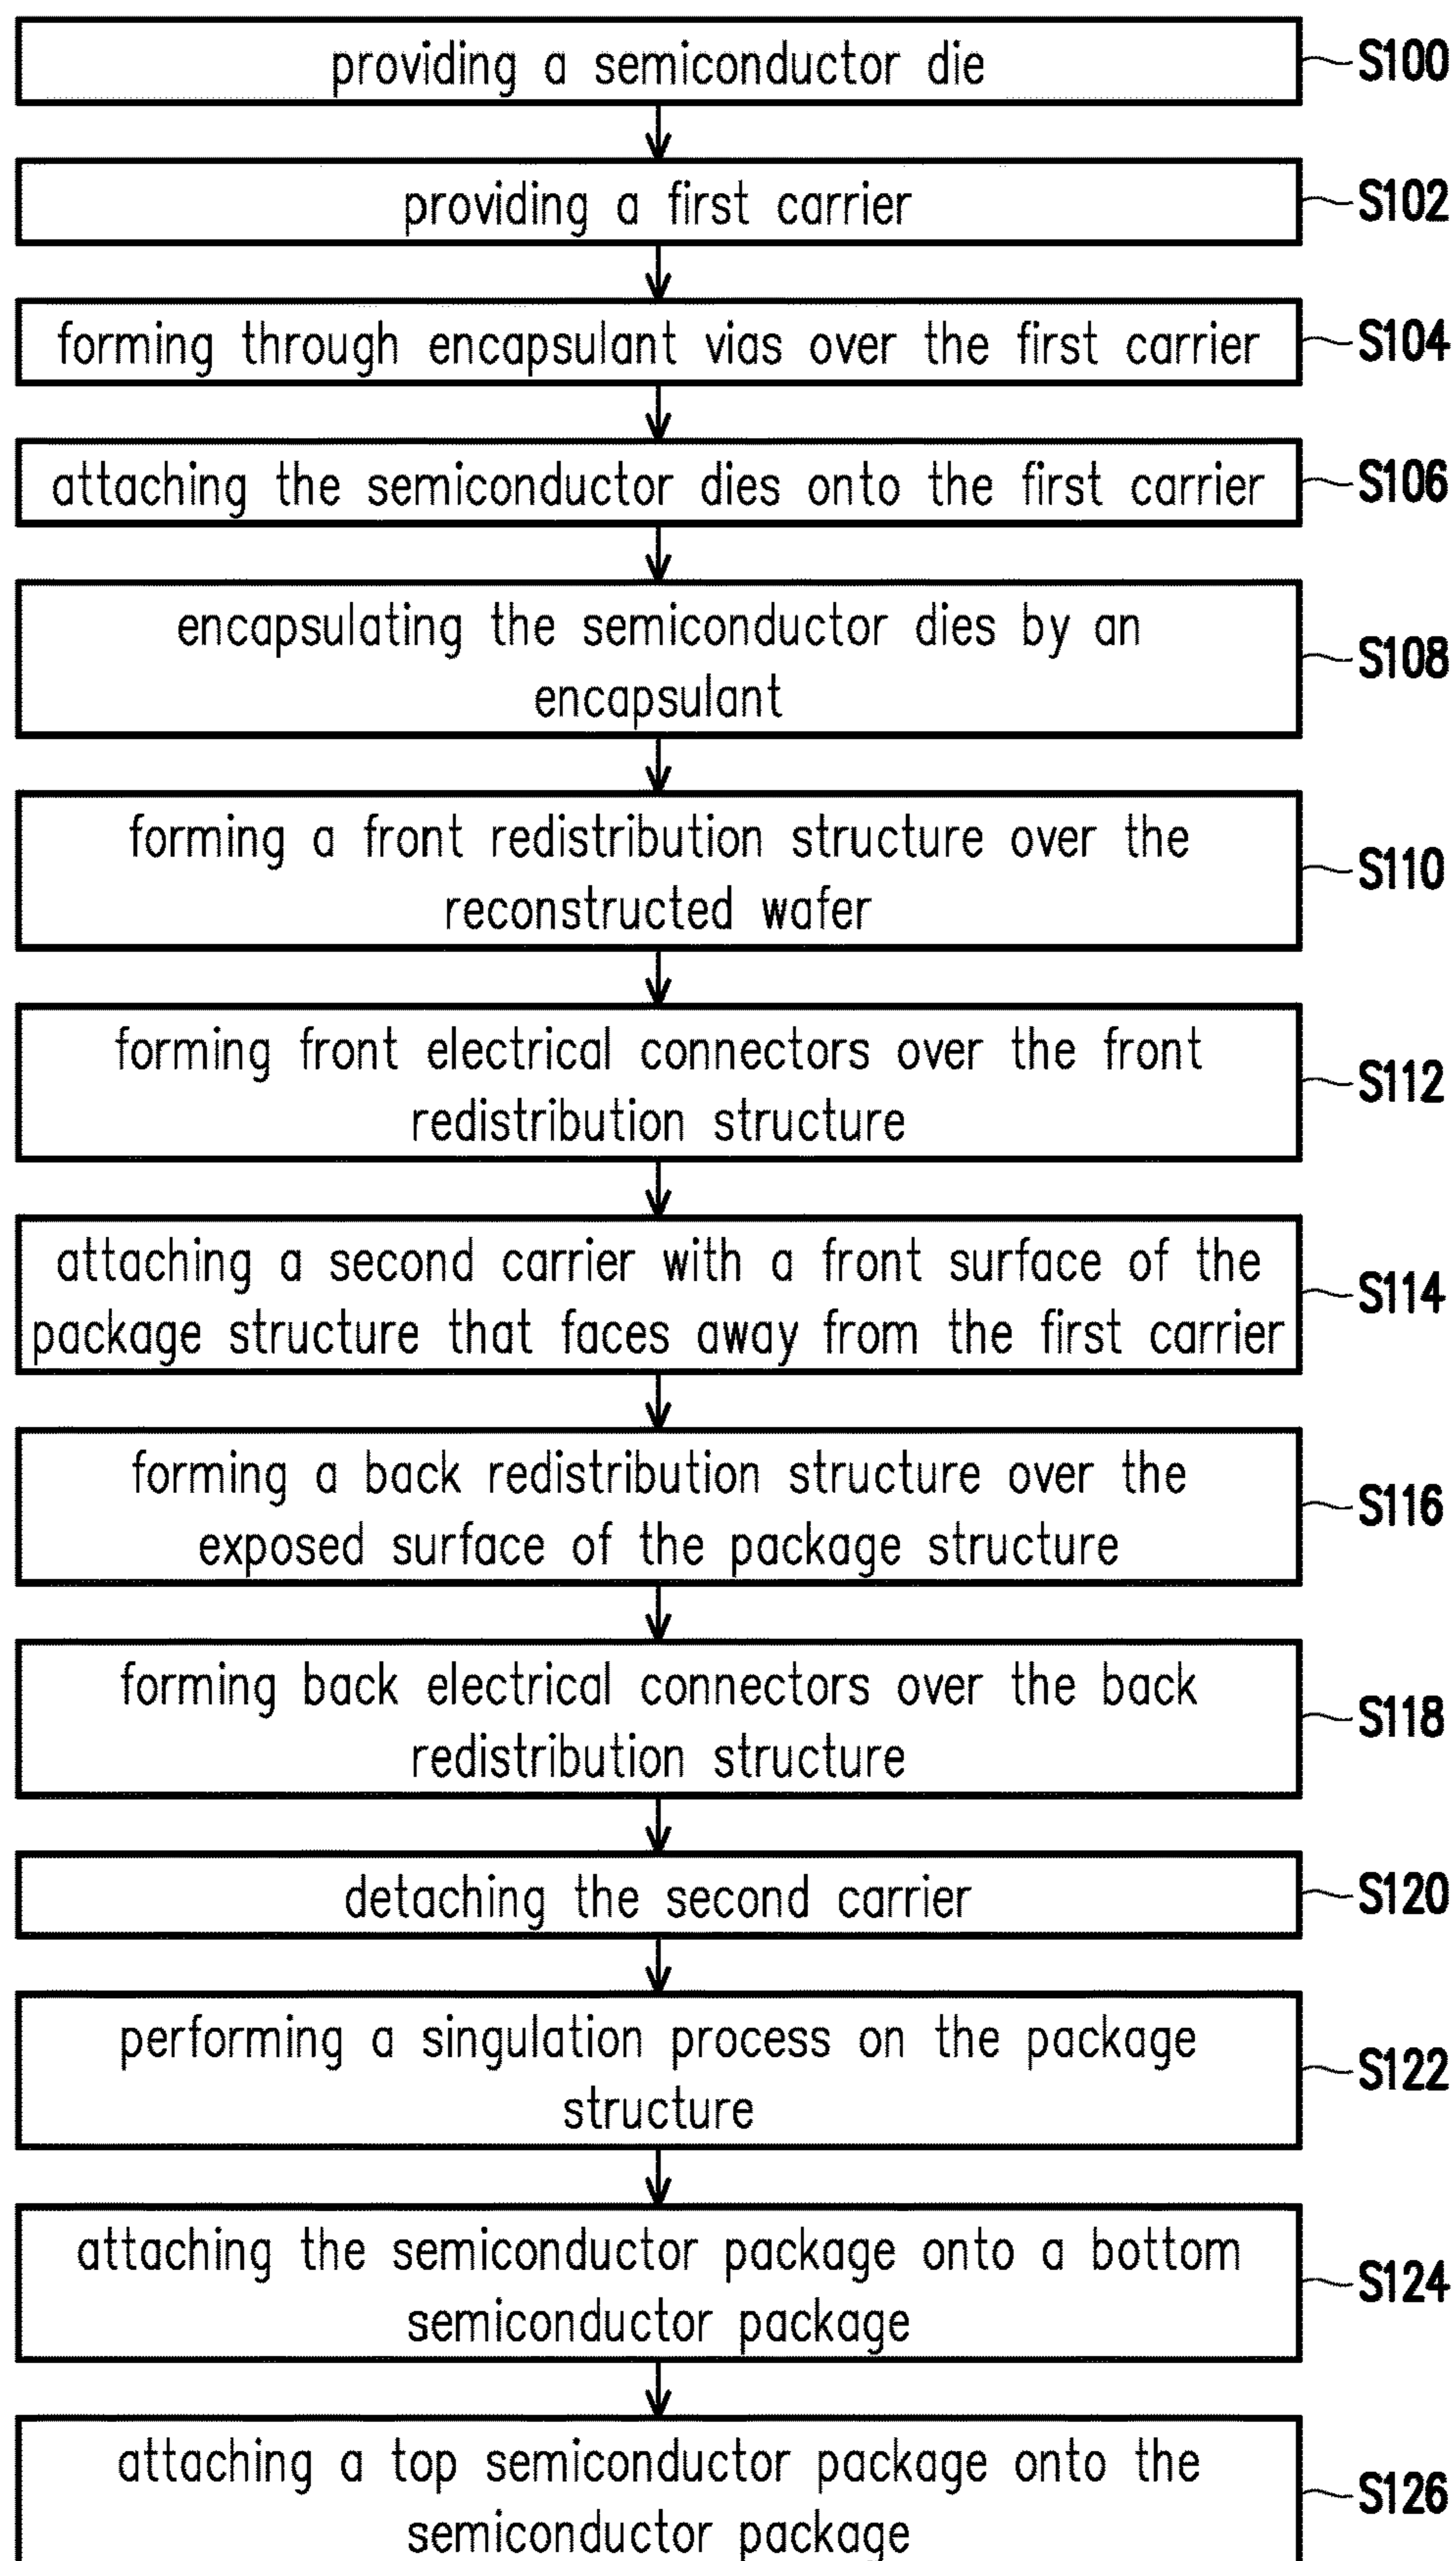 providing a semiconductor die
S100
providing a first carrier
S102
forming through encapsulant vias over the first carrier
S104
attaching the semiconductor dies onto the first carrier
S106
encapsulating the semiconductor dies by an
encapsulant
S108
forming a front redistribution structure over the
reconstructed wafer
S110
forming front electrical connectors over the front
redistribution structure
S112
attaching a second carrier with a front surface of the
package structure that faces away from the first carrier
S114
forming a back redistribution structure over the
exposed surface of the package structure
S116
forming back electrical connectors over the back
redistribution structure
S118
detaching the second carrier
S120
performing a singulation process on the package
structure
S122
attaching the semiconductor package onto a bottom
semiconductor package
S124
attaching a top semiconductor package onto the
semiconductor package
S126